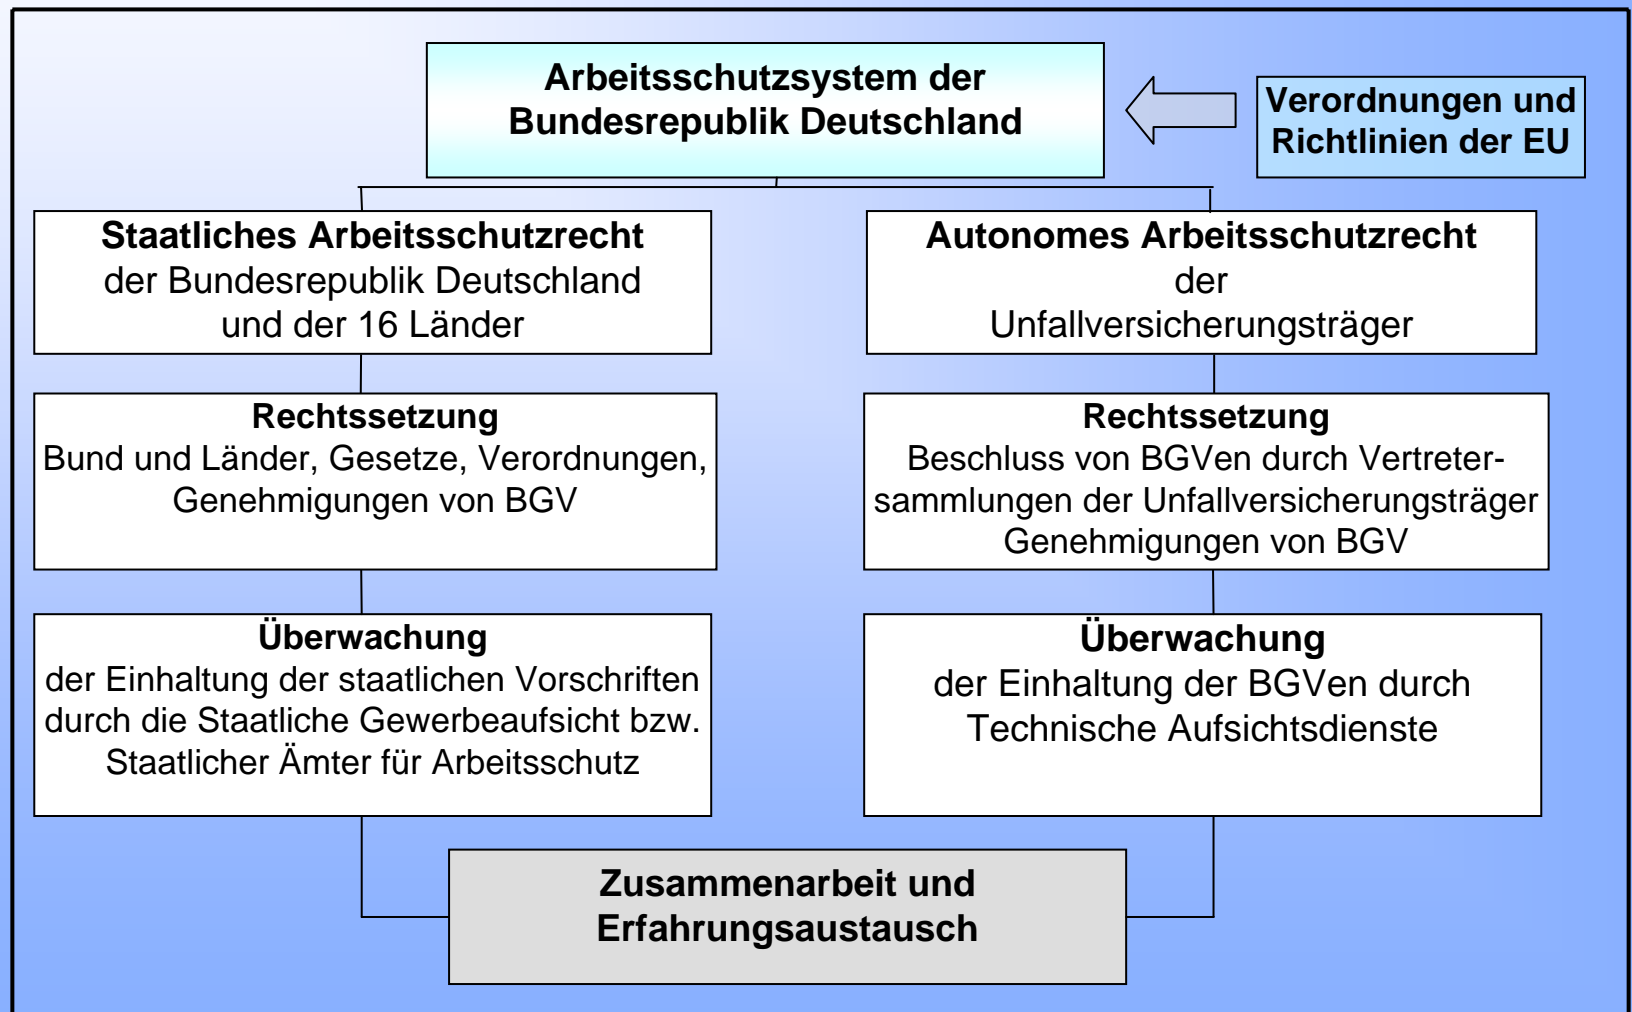 Arbeitsschutzsystem der
Bundesrepublik Deutschland
Verordnungen und
Richtlinien der EU
Staatliches Arbeitsschutzrecht
der Bundesrepublik Deutschland
und der 16 Länder
Autonomes Arbeitsschutzrecht
der
Unfallversicherungsträger
Rechtssetzung
Bund und Länder, Gesetze, Verordnungen,
Genehmigungen von BGV
Rechtssetzung
Beschluss von BGVen durch Vertreter-
sammlungen der Unfallversicherungsträger
Genehmigungen von BGV
Überwachung
der Einhaltung der staatlichen Vorschriften
durch die Staatliche Gewerbeaufsicht bzw.
Staatlicher Ämter für Arbeitsschutz
Überwachung
der Einhaltung der BGVen durch
Technische Aufsichtsdienste
Zusammenarbeit und
Erfahrungsaustausch